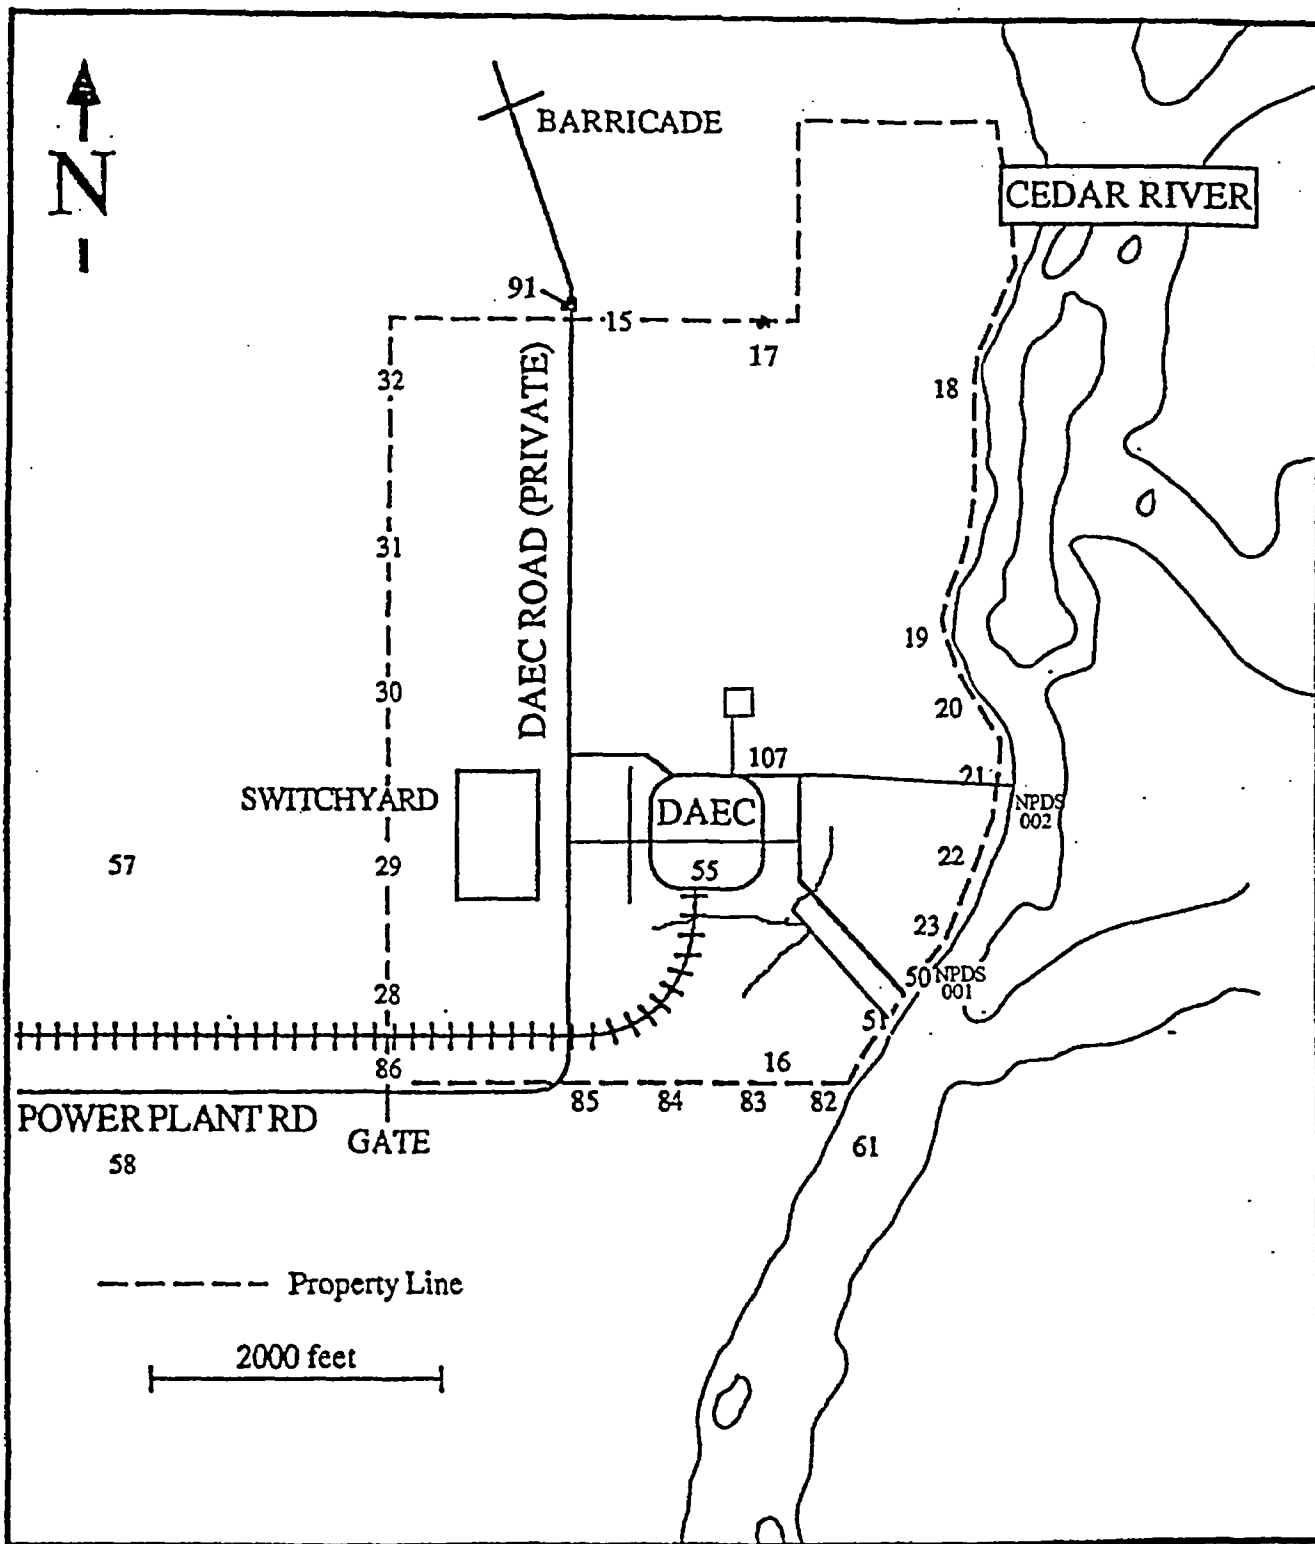 N
BARRICADE
CEDAR RIVER
91
15
17
32
18
DAEC ROAD (PRIVATE)
31
19
30
20
107
21
SWITCHYARD
DAEC
NPDS
002
57
29
55
22
23
28
50
NPDS
001
51
86
16
85
84
83
82
POWER PLANT RD
GATE
61
58
Property Line
2000 feet